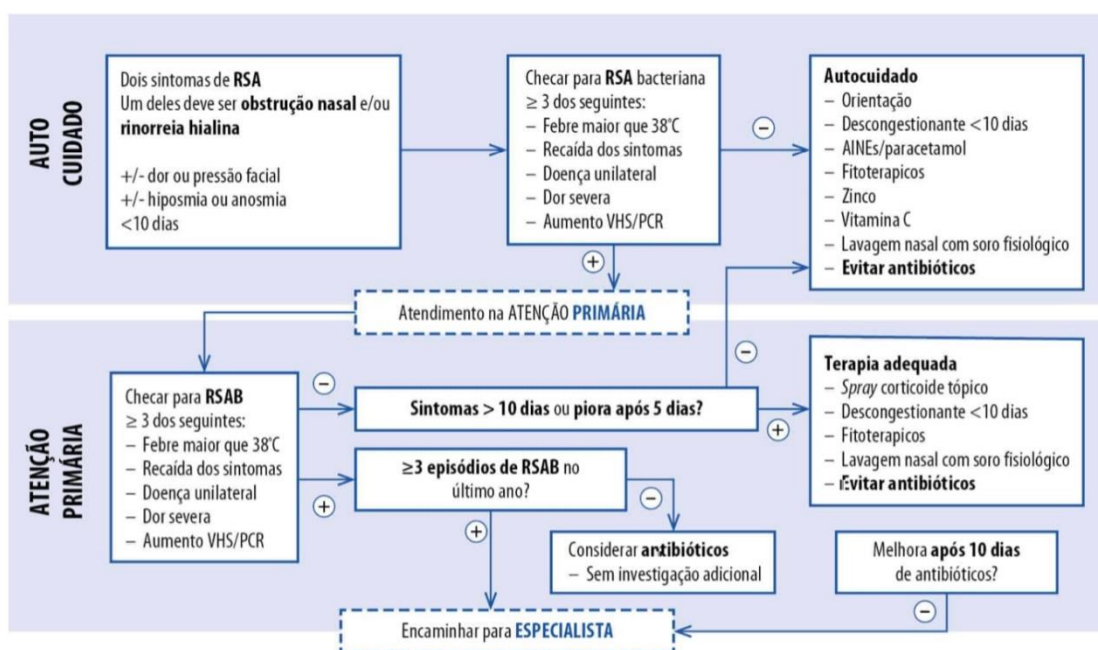 AUTO
CUIDADO
Dois sintomas de RSA
Um deles deve ser obstrução nasal e/ou
rinorreia hialina
+/- dor ou pressão facial
+/- hiposmia ou anosmia
<10 dias
Checar para RSA bacteriana
≥ 3 dos seguintes:
– Febre maior que 38°C
– Recaída dos sintomas
– Doença unilateral
– Dor severa
– Aumento VHS/PCR
–
+
Autocuidado
– Orientação
– Descongestionante <10 dias
– AINEs/paracetamol
– Fitoterapicos
– Zinco
– Vitamina C
– Lavagem nasal com soro fisiológico
– Evitar antibióticos
Atendimento na ATENÇÃO PRIMÁRIA
ATENÇÃO
PRIMÁRIA
Checar para RSAB
≥ 3 dos seguintes:
– Febre maior que 38°C
– Recaída dos sintomas
– Doença unilateral
– Dor severa
– Aumento VHS/PCR
–
+
Sintomas > 10 dias ou piora após 5 dias?
–
+
Terapia adequada
– Spray corticoide tópico
– Descongestionante <10 dias
– Fitoterapicos
– Lavagem nasal com soro fisiológico
– Evitar antibióticos
≥3 episódios de RSAB no
último ano?
–
+
Considerar antibióticos
– Sem investigação adicional
Melhora após 10 dias
de antibióticos?
–
Encaminhar para ESPECIALISTA